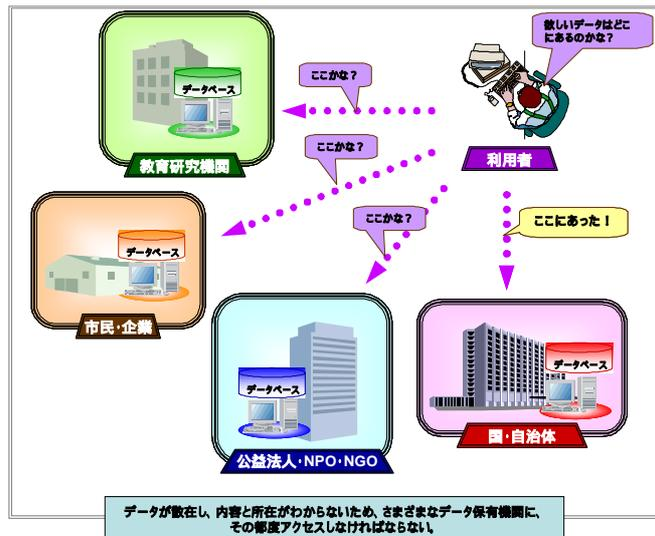 欲しいデータはどこ
にあるのかな？
データベース
ここかな？
教育研究機関
利用者
ここかな？
ここかな？
ここにあった！
データベース
市民・企業
データベース
データベース
公益法人・NPO・NGO
国・自治体
データが散在し、内容と所在がわからないため、さまざまなデータ保有機関に、
その都度アクセスしなければならない。